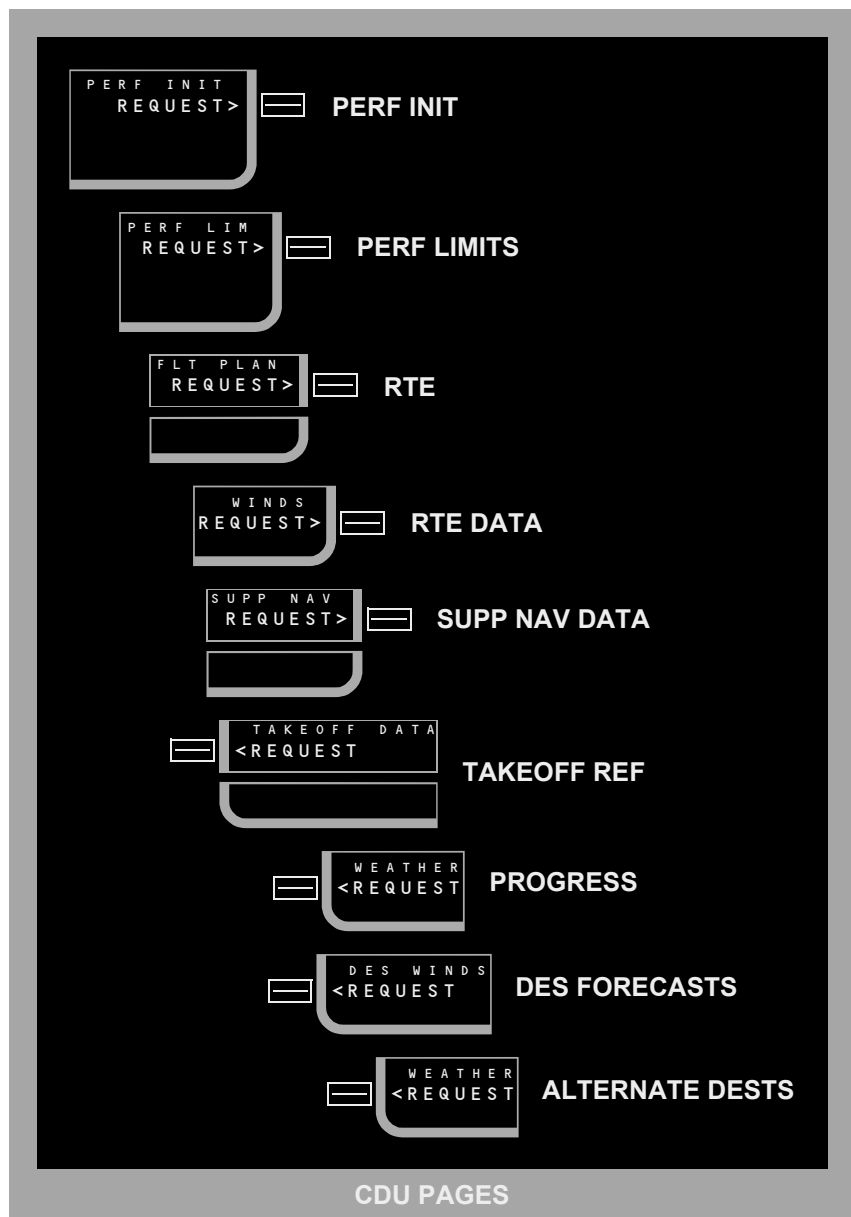 PERF INIT
REQUEST>
PERF INIT
PERF LIM
REQUEST>
PERF LIMITS
FLT PLAN
REQUEST>
RTE
WINDS
REQUEST>
RTE DATA
SUPP NAV
REQUEST>
SUPP NAV DATA
TAKEOFF DATA
<REQUEST
TAKEOFF REF
WEATHER
<REQUEST
PROGRESS
DES WINDS
<REQUEST
DES FORECASTS
WEATHER
<REQUEST
ALTERNATE DESTS
CDU PAGES